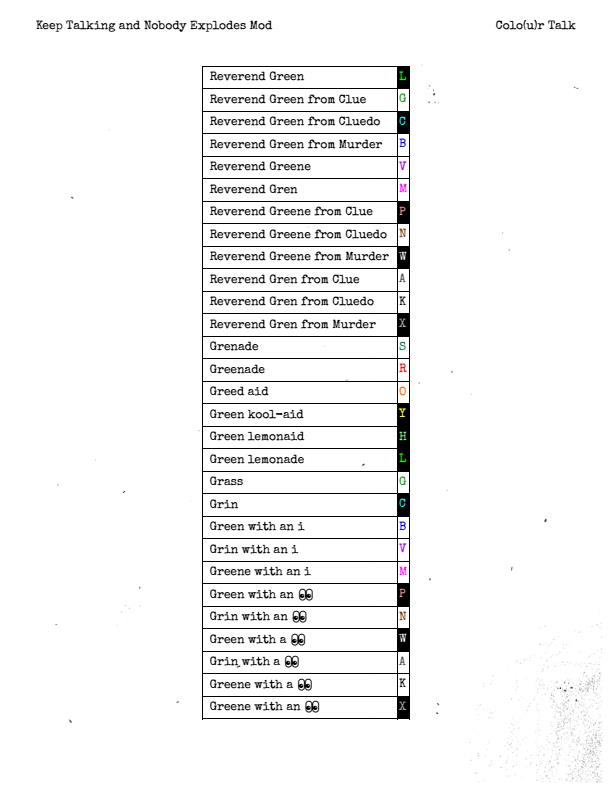 Keep Talking and Nobody Explodes Mod Colo(u)r Talk
Reverend Green L
Reverend Green from Clue G
Reverend Green from Cluedo C
Reverend Green from Murder B
Reverend Greene V
Reverend Gren M
Reverend Greene from Clue P
Reverend Greene from Cluedo N
Reverend Greene from Murder W
Reverend Gren from Clue A
Reverend Gren from Cluedo K
Reverend Gren from Murder X
Grenade S
Greenade R
Greed aid O
Green kool-aid Y
Green lemonaid H
Green lemonade L
Grass G
Grin C
Green with an i B
Grin with an i V
Greene with an i M
Green with an 👀 P
Grin with an 👀 N
Green with a 👀 W
Grin with a 👀 A
Greene with a 👀 K
Greene with an 👀 X